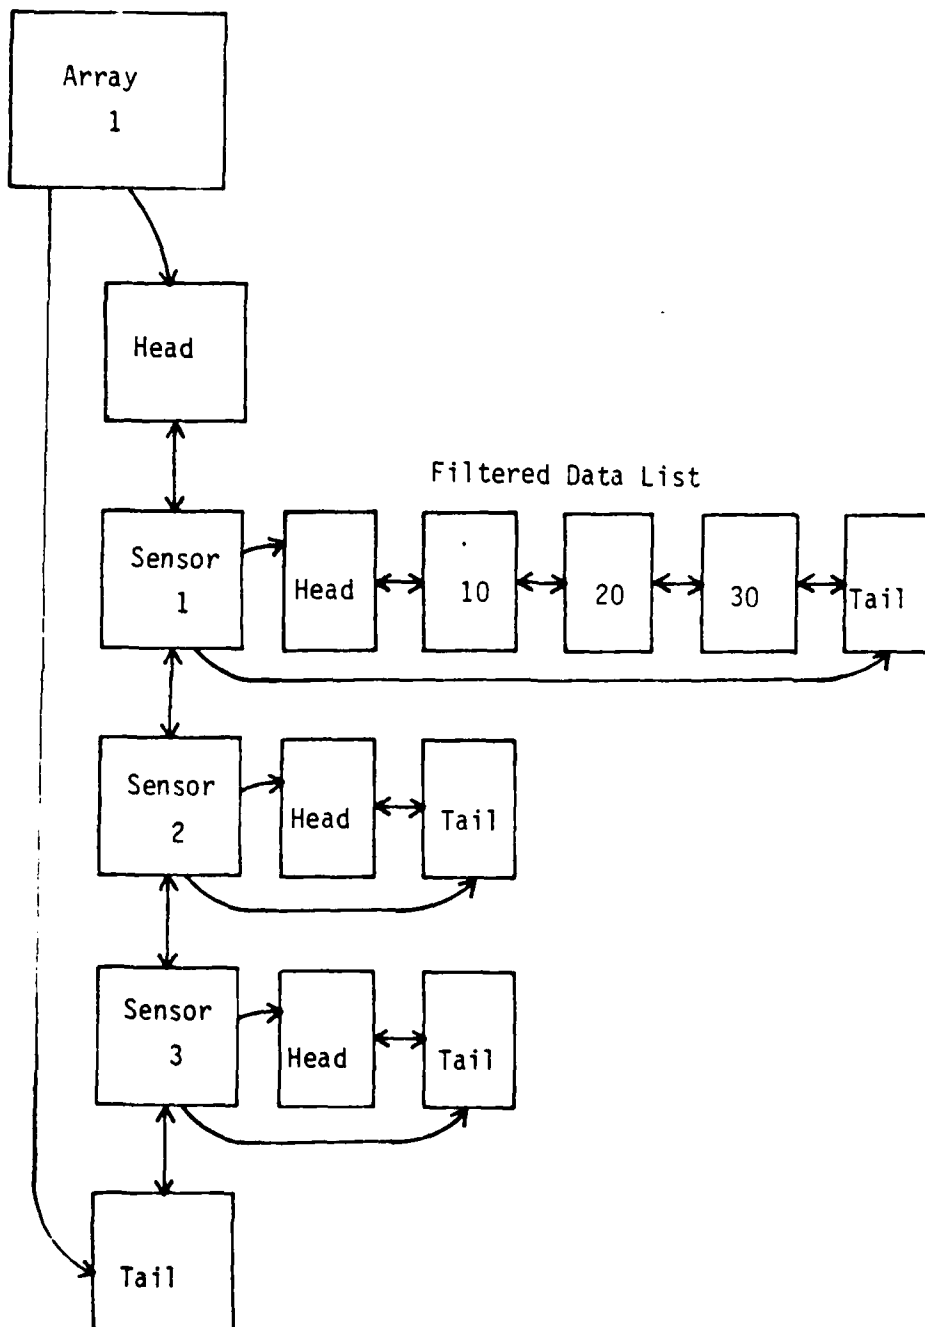 Array
1
Head
Filtered Data List
Sensor
1
Head
10
20
30
Tail
Sensor
2
Head
Tail
Sensor
3
Head
Tail
Tail